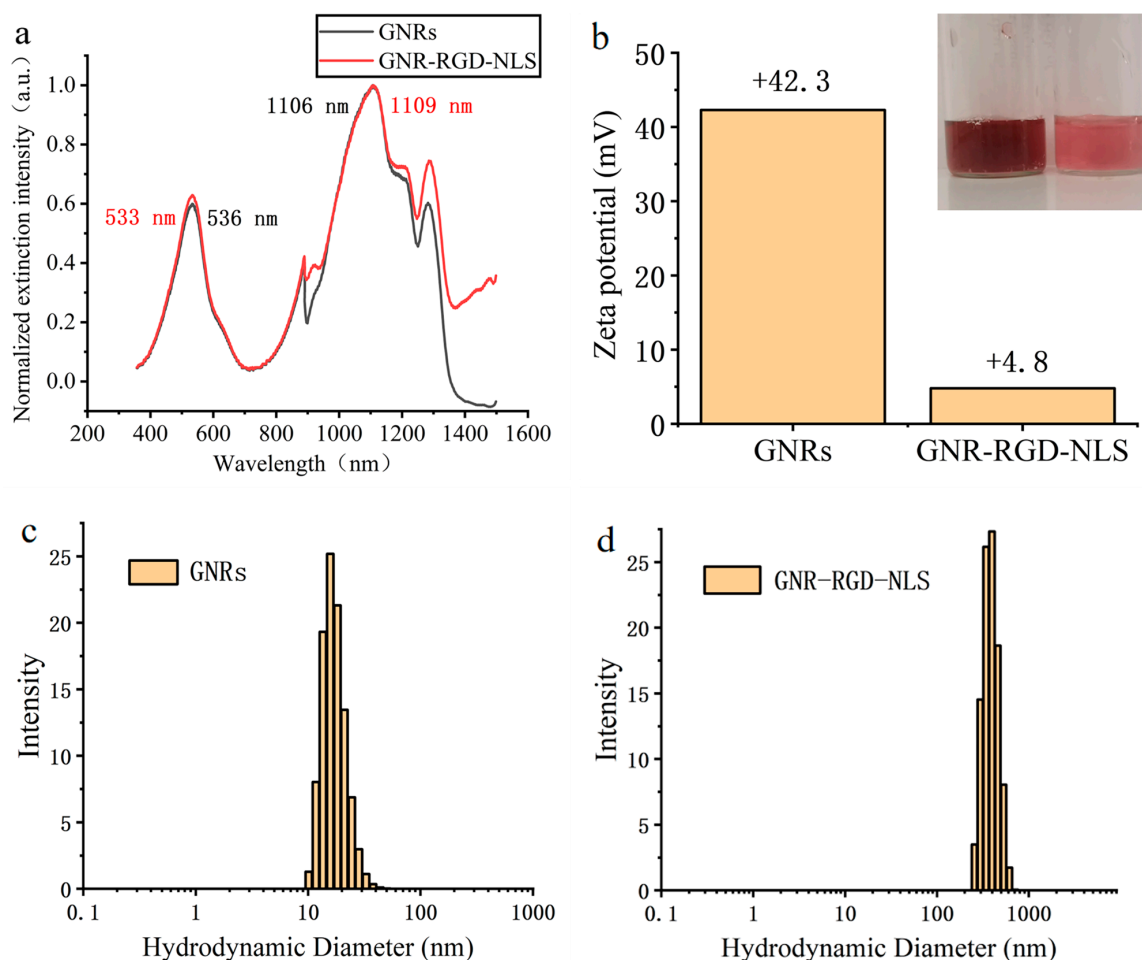 a
GNRs
GNR-RGD-NLS
1106 nm
1109 nm
533 nm
536 nm
1.0
0.8
0.6
0.4
0.2
0.0
Normalized extinction intensity（a.u.）
200 400 600 800 1000 1200 1400 1600
Wavelength（nm）
b
+42.3
+4.8
50
40
30
20
10
0
Zeta potential (mV)
GNRs GNR-RGD-NLS
c
GNRs
25
20
15
10
5
0
Intensity
0.1 1 10 100 1000
Hydrodynamic Diameter (nm)
d
GNR-RGD-NLS
25
20
15
10
5
0
Intensity
0.1 1 10 100 1000
Hydrodynamic Diameter (nm)